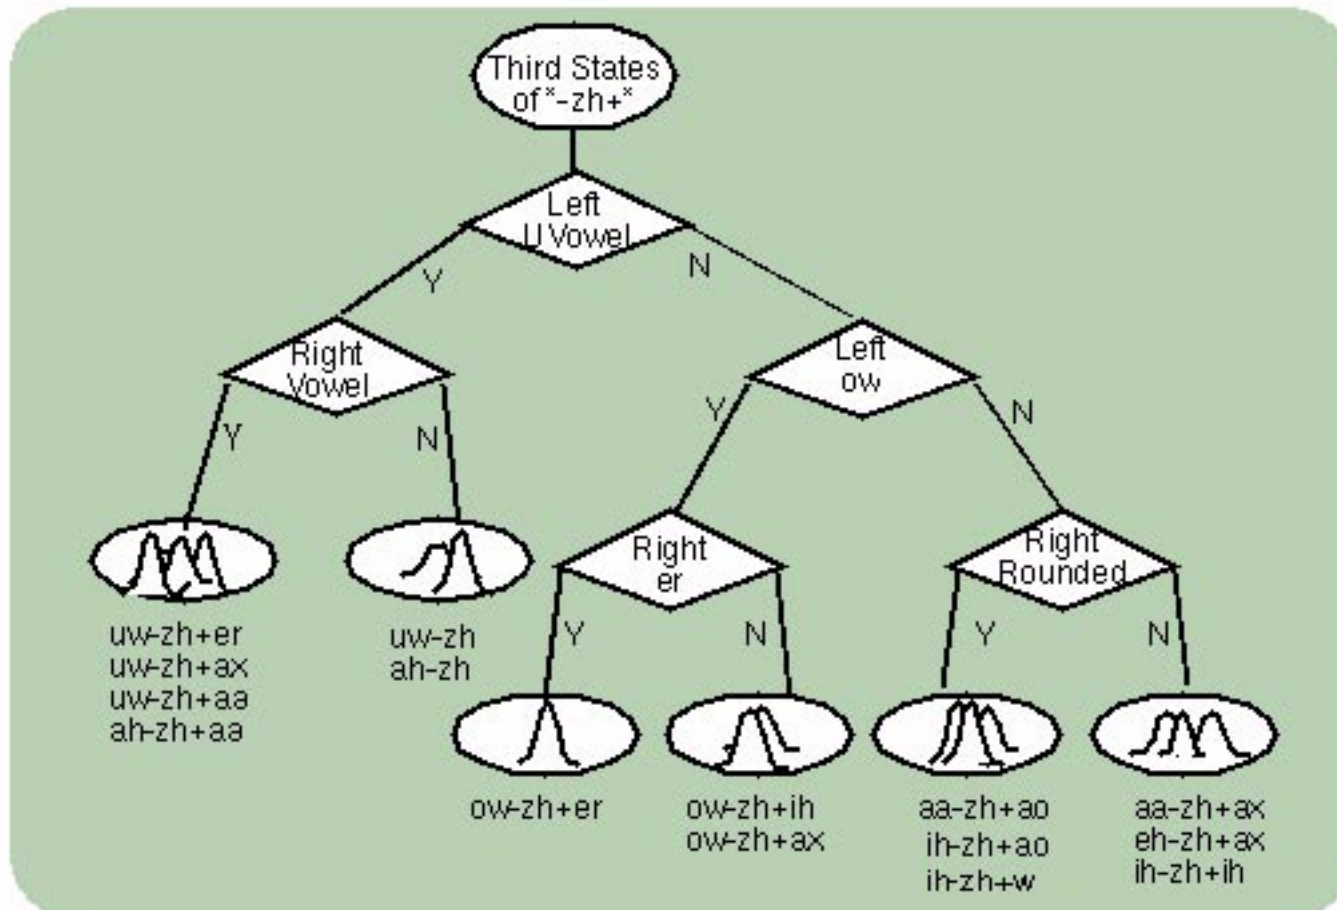 Third States
of *-zh+*
Left
U Vowel
Y
N
Right
Vowel
Left
ow
Y
N
Y
N
Right
er
Right
Rounded
Y
N
Y
N
uw-zh+er
uw-zh+ax
uw-zh+aa
ah-zh+aa
uw-zh
ah-zh
ow-zh+er
ow-zh+ih
ow-zh+ax
aa-zh+ao
ih-zh+ao
ih-zh+w
aa-zh+ax
eh-zh+ax
ih-zh+ih